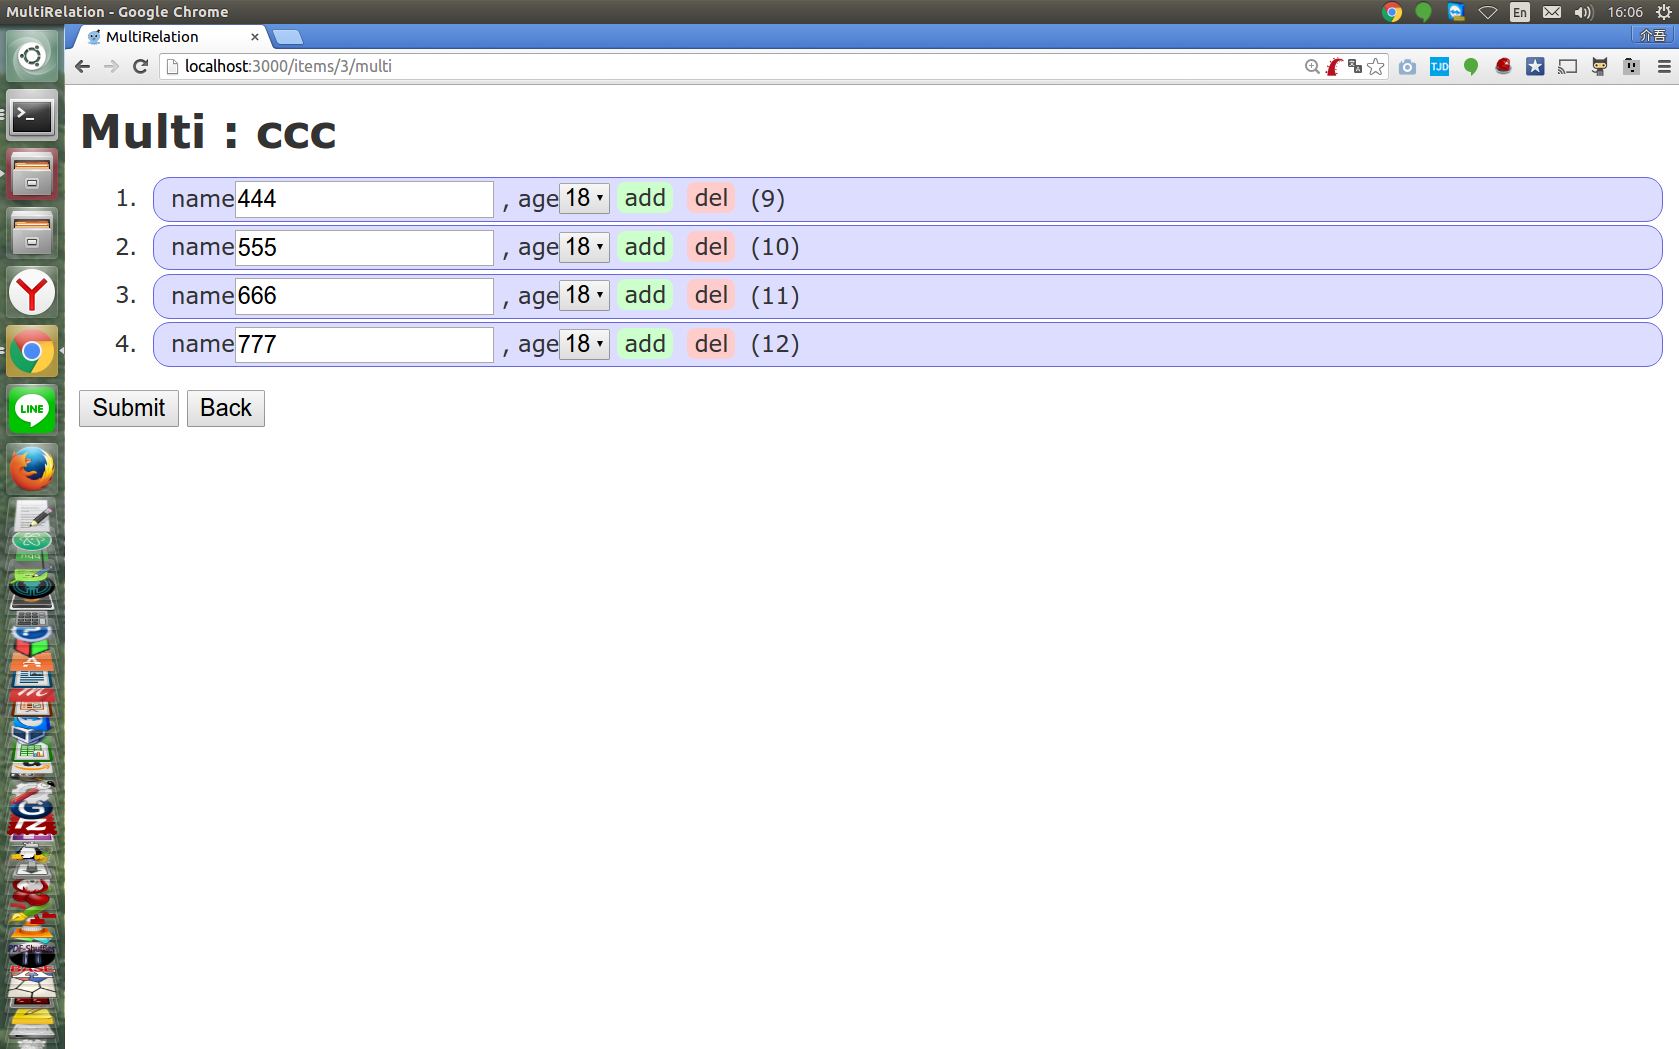 MultiRelation - Google Chrome
En
16:06
MultiRelation
×
介吾
localhost:3000/items/3/multi
TJD
Multi : ccc
1. name 444 , age 18 add del (9)
2. name 555 , age 18 add del (10)
3. name 666 , age 18 add del (11)
4. name 777 , age 18 add del (12)
Submit Back
LINE